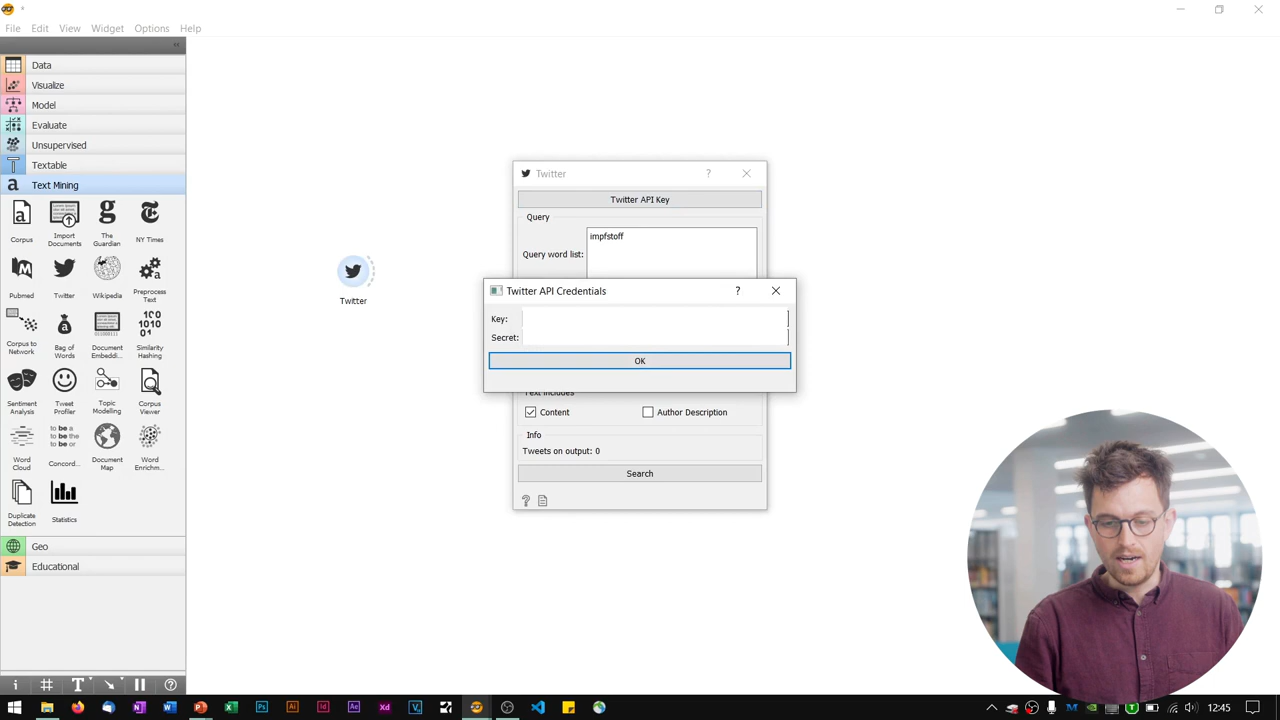 File Edit View Widget Options Help
Data
Visualize
Model
Evaluate
Unsupervised
Textable
Text Mining
Corpus
Import Documents
The Guardian
NY Times
Pubmed
Twitter
Wikipedia
Preprocess Text
Corpus to Network
Bag of Words
Document Embeddi...
Similarity Hashing
Sentiment Analysis
Tweet Profiler
Topic Modelling
Corpus Viewer
Word Cloud
Concord...
Document Map
Word Enrichm...
Duplicate Detection
Statistics
Geo
Educational
Twitter
Twitter
Twitter API Key
Query
Query word list:
impfstoff
Twitter API Credentials
Key:
Secret:
OK
Text includes
Content
Author Description
Info
Tweets on output: 0
Search
12:45